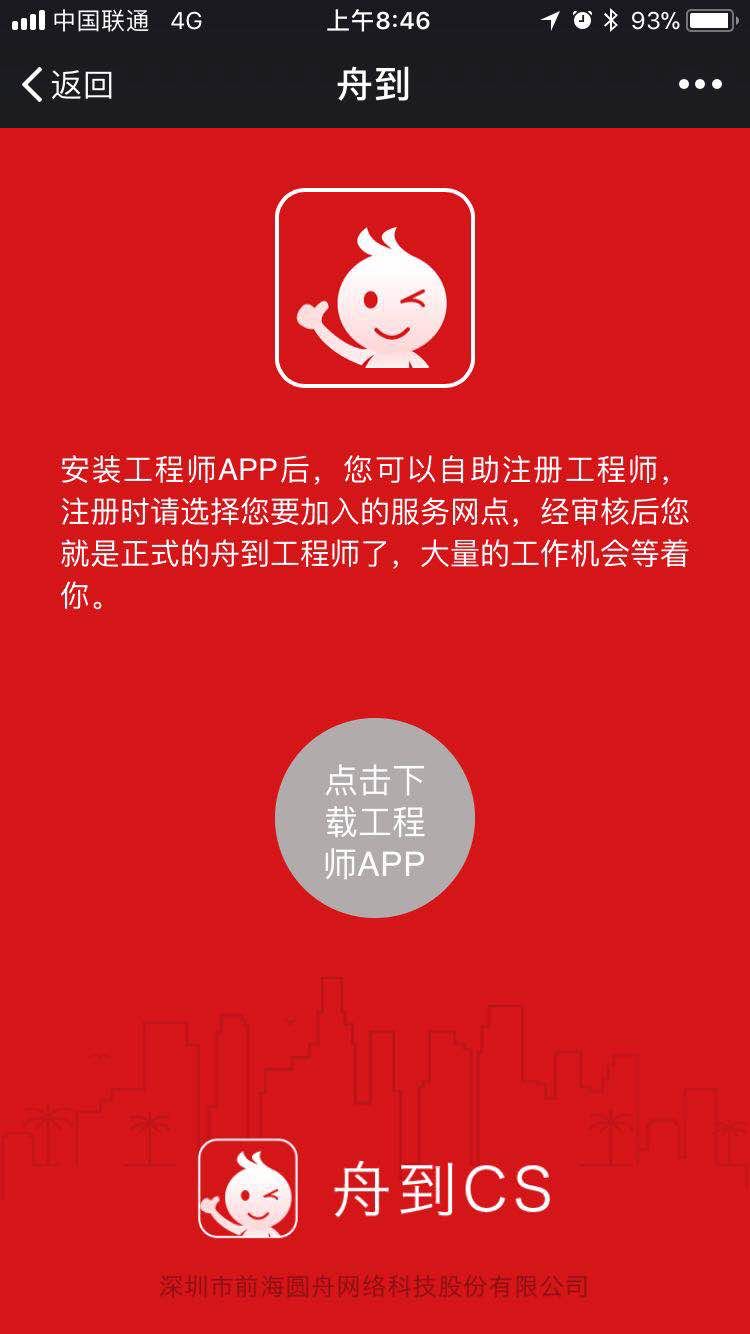 中国联通 4G 上午8:46 93%
返回 舟到
安装工程师APP后，您可以自助注册工程师，
注册时请选择您要加入的服务网点，经审核后您
就是正式的舟到工程师了，大量的工作机会等着
你。
点击下
载工程
师APP
舟到CS
深圳市前海圆舟网络科技股份有限公司